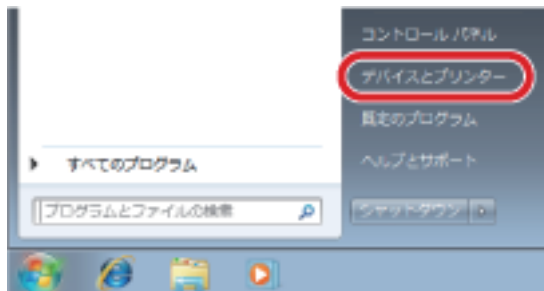 コントロール パネル
デバイスとプリンター
既定のプログラム
すべてのプログラム
ヘルプとサポート
プログラムとファイルの検索
シャットダウン